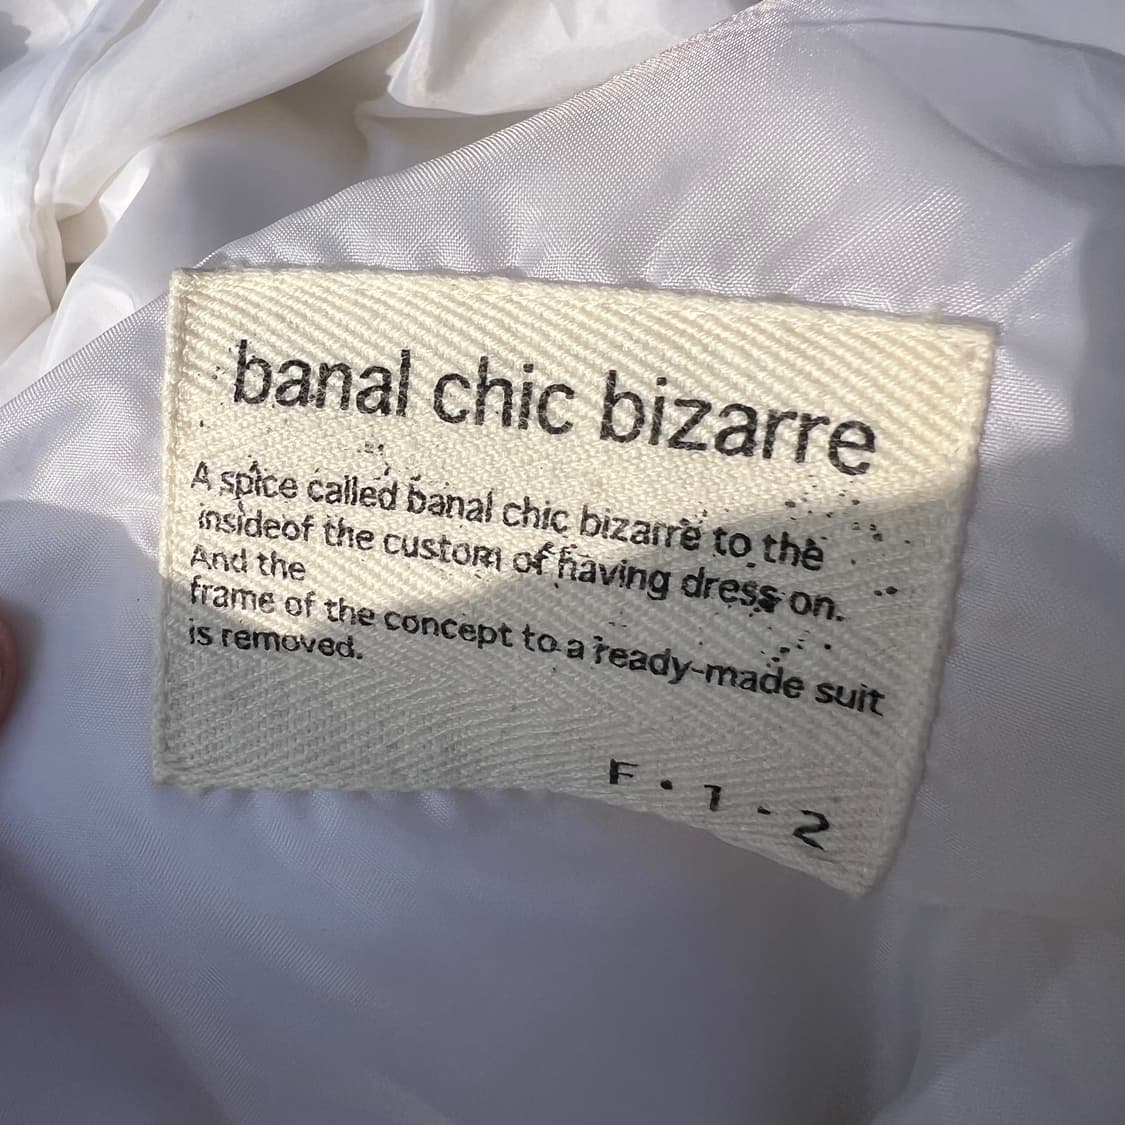 banal chic bizarre
A spice called banal chic bizarre to the
insideof the custom of having dress on.
And the
frame of the concept to a ready-made suit
is removed.
F・1-2